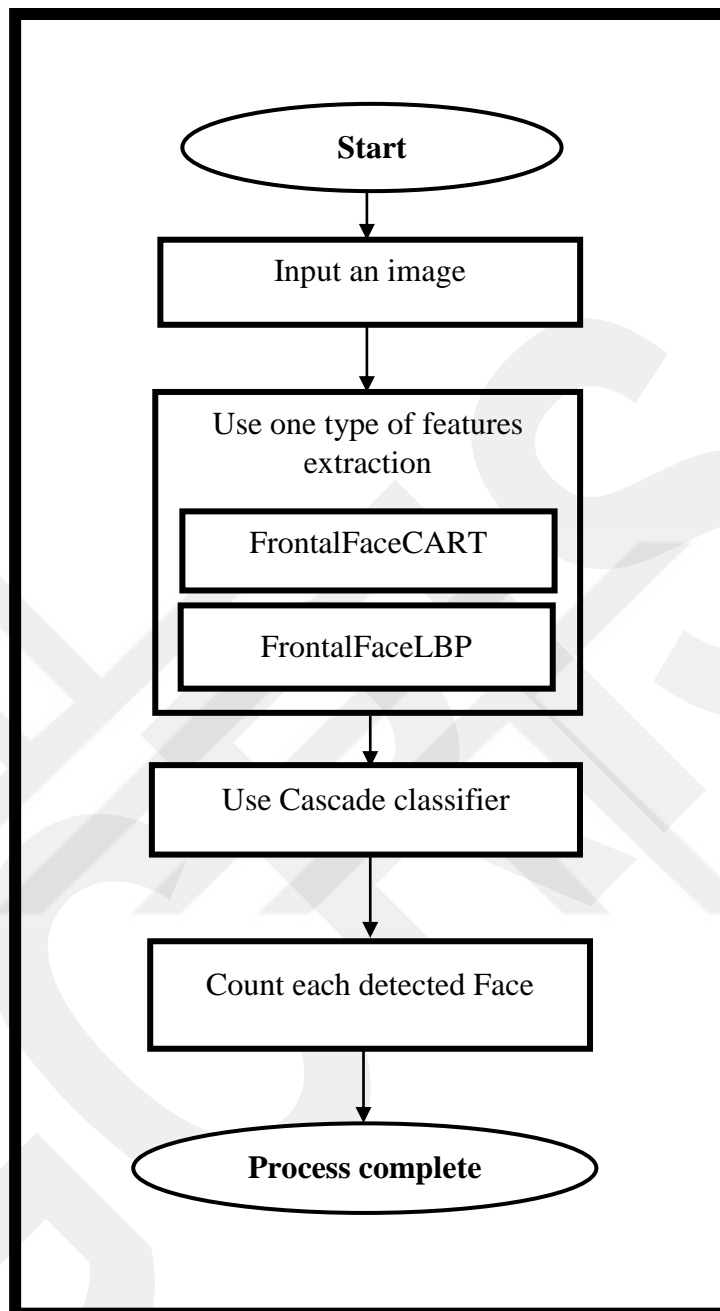 Start
Input an image
Use one type of features
extraction
FrontalFaceCART
FrontalFaceLBP
Use Cascade classifier
Count each detected Face
Process complete